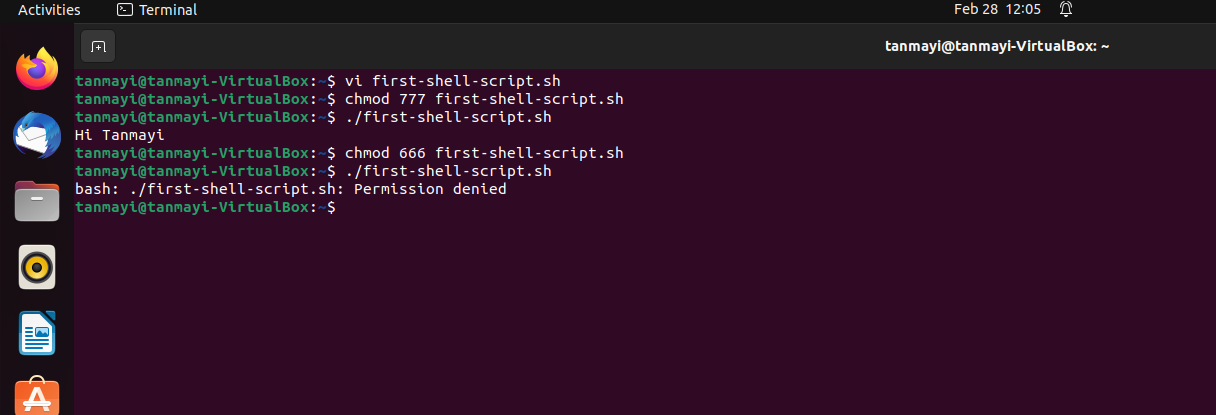 Activities Terminal Feb 28 12:05
tanmayi@tanmayi-VirtualBox: ~
tanmayi@tanmayi-VirtualBox:~$ vi first-shell-script.sh
tanmayi@tanmayi-VirtualBox:~$ chmod 777 first-shell-script.sh
tanmayi@tanmayi-VirtualBox:~$ ./first-shell-script.sh
Hi Tanmayi
tanmayi@tanmayi-VirtualBox:~$ chmod 666 first-shell-script.sh
tanmayi@tanmayi-VirtualBox:~$ ./first-shell-script.sh
bash: ./first-shell-script.sh: Permission denied
tanmayi@tanmayi-VirtualBox:~$